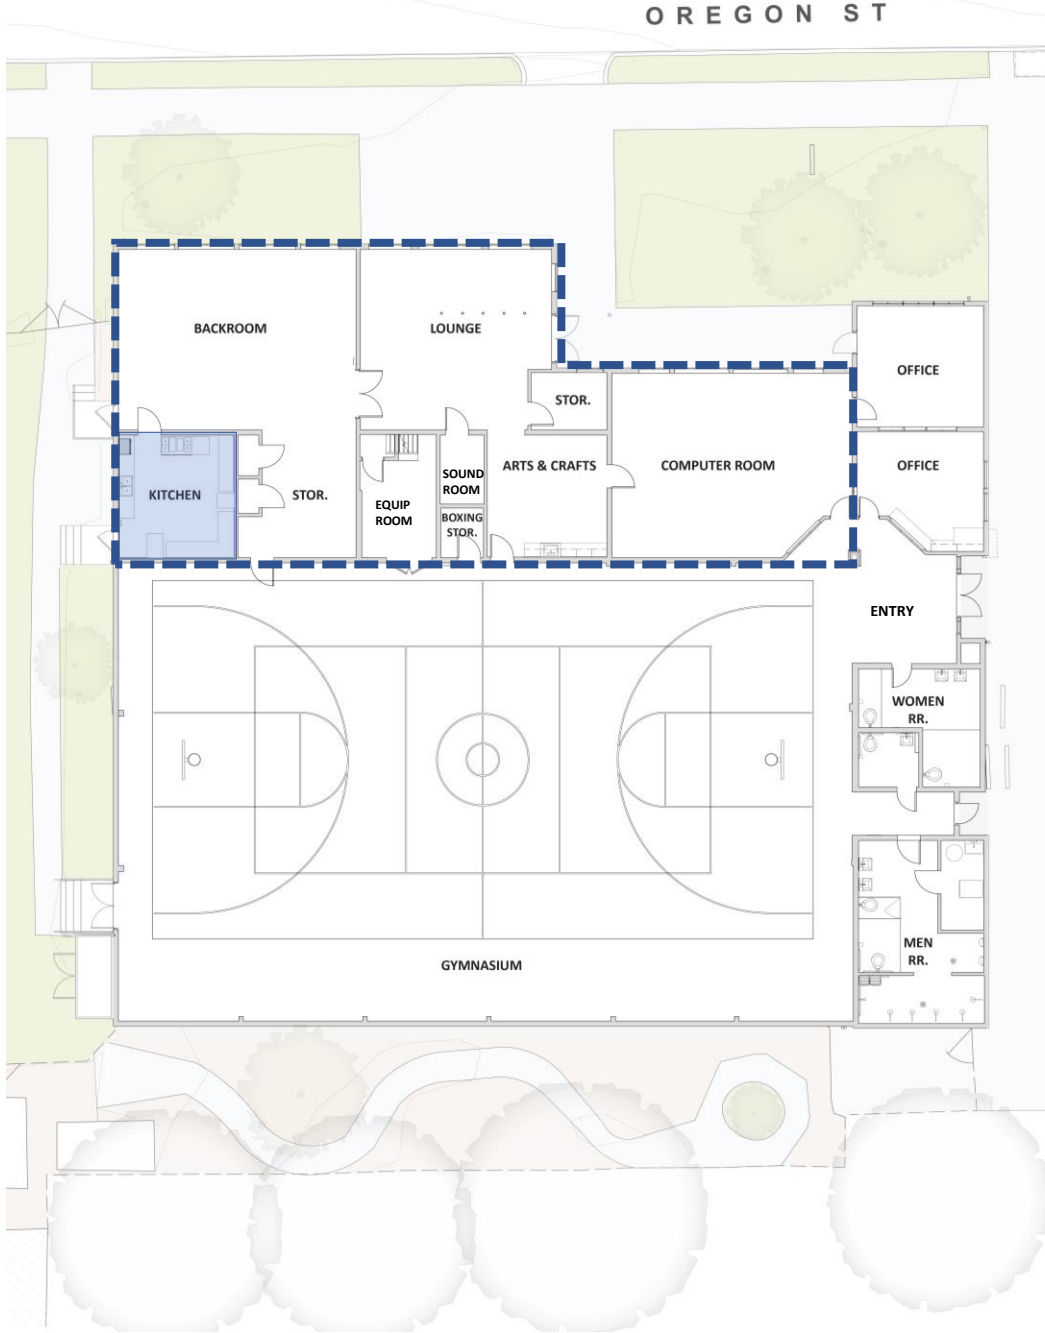 OREGON ST
BACKROOM
LOUNGE
OFFICE
STOR.
OFFICE
ARTS & CRAFTS
COMPUTER ROOM
SOUND
ROOM
KITCHEN
STOR.
EQUIP
ROOM
BOXING
STOR.
ENTRY
WOMEN
RR.
MEN
RR.
GYMNASIUM